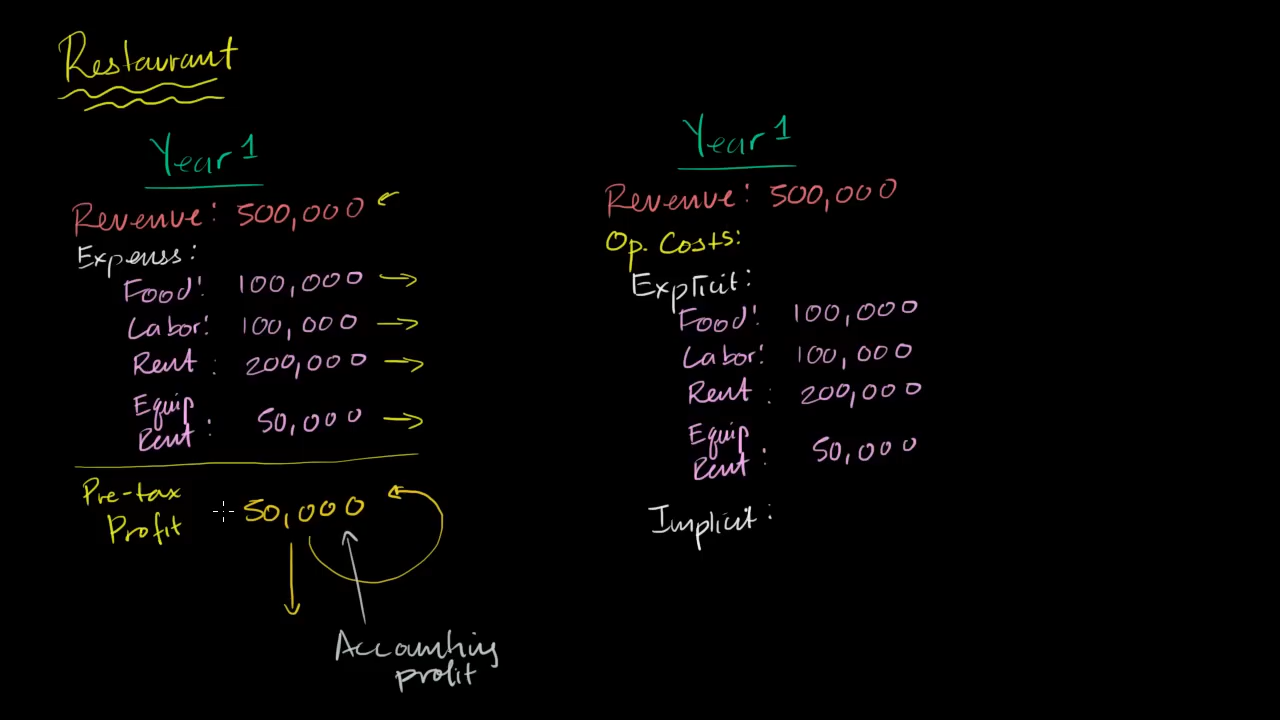 Restaurant
Year 1
Revenue: 500,000
Expenss:
Food: 100,000
Labor: 100,000
Rent : 200,000
Equip
Rent : 50,000
Pre-tax
Profit 50,000
Accounting
profit
Year 1
Revenue: 500,000
Op. Costs:
Explicit:
Food: 100,000
Labor: 100,000
Rent : 200,000
Equip
Rent : 50,000
Implicit: